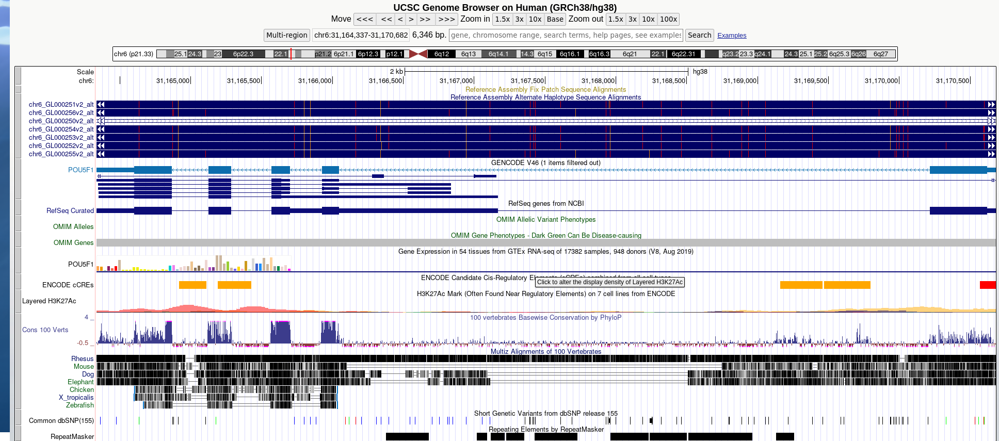 UCSC Genome Browser on Human (GRCh38/hg38)
Move <<< << < > >> >>> Zoom in 1.5x 3x 10x Base Zoom out 1.5x 3x 10x 100x
Multi-region chr6:31,164,337-31,170,682 6,346 bp. gene, chromosome range, search terms, help pages, see examples Search Examples
chr6 (p21.33) 25.1 24.3 23 6p22.3 22.1 p21.2 6p21.1 6p12.3 p12.1 6q12 6q13 6q14.1 14.3 6q15 6q16.1 6q16.3 6q21 22.1 6q22.31 q23.2 23.3 q24.1 24.3 25.1 25.2 6q25.3 6q26 6q27
Scale 2 kb hg38
chr6: 31,165,000 31,165,500 31,166,000 31,166,500 31,167,000 31,167,500 31,168,000 31,168,500 31,169,000 31,169,500 31,170,000 31,170,500
Reference Assembly Fix Patch Sequence Alignments
Reference Assembly Alternate Haplotype Sequence Alignments
chr6_GL000251v2_alt
chr6_GL000256v2_alt
chr6_GL000250v2_alt
chr6_GL000254v2_alt
chr6_GL000253v2_alt
chr6_GL000252v2_alt
chr6_GL000255v2_alt
GENCODE V46 (1 items filtered out)
POU5F1
RefSeq genes from NCBI
RefSeq Curated
OMIM Allelic Variant Phenotypes
OMIM Alleles
OMIM Gene Phenotypes - Dark Green Can Be Disease-causing
OMIM Genes
Gene Expression in 54 tissues from GTEx RNA-seq of 17382 samples, 948 donors (V8, Aug 2019)
POU5F1
ENCODE Candidate Cis-Regulatory Elements (cCREs) combined from all cell types
Click to alter the display density of Layered H3K27Ac
ENCODE cCREs
H3K27Ac Mark (Often Found Near Regulatory Elements) on 7 cell lines from ENCODE
Layered H3K27Ac
4 _ 100 vertebrates Basewise Conservation by PhyloP
Cons 100 Verts
-0.5 _
Multiz Alignments of 100 Vertebrates
Rhesus
Mouse
Dog
Elephant
Chicken
X_tropicalis
Zebrafish
Short Genetic Variants from dbSNP release 155
Common dbSNP(155)
Repeating Elements by RepeatMasker
RepeatMasker